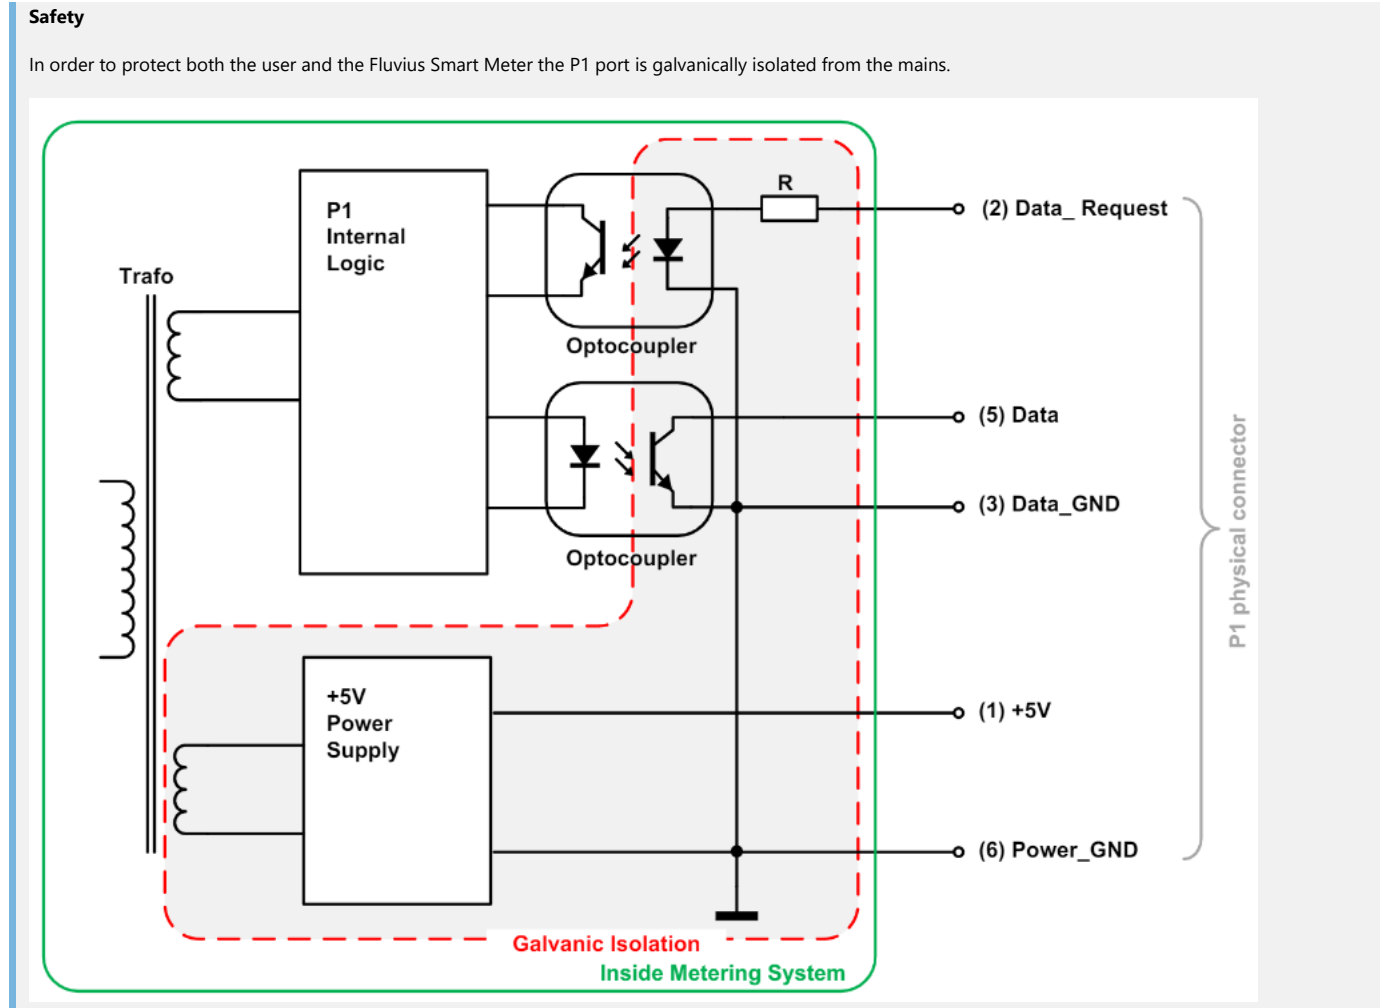 Safety
In order to protect both the user and the Fluvius Smart Meter the P1 port is galvanically isolated from the mains.
R
(2) Data_ Request
P1
Internal
Logic
Trafo
Optocoupler
(5) Data
(3) Data_GND
Optocoupler
P1 physical connector
+5V
Power
Supply
(1) +5V
(6) Power_GND
Galvanic Isolation
Inside Metering System